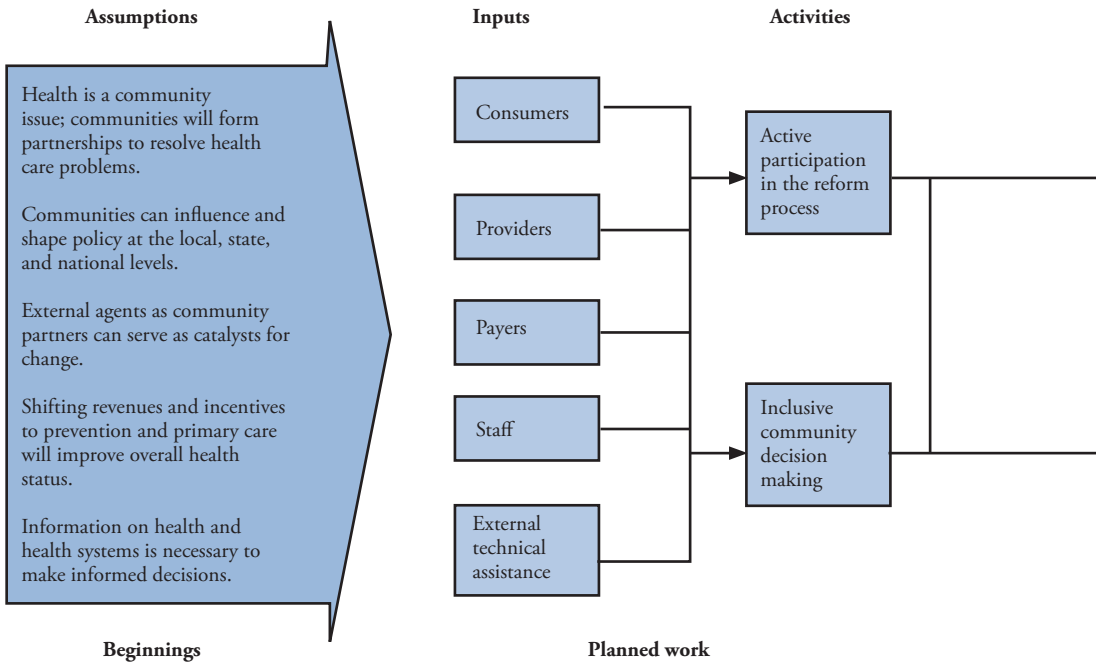 Assumptions
Health is a community
issue; communities will form
partnerships to resolve health
care problems.
Communities can influence and
shape policy at the local, state,
and national levels.
External agents as community
partners can serve as catalysts for
change.
Shifting revenues and incentives
to prevention and primary care
will improve overall health
status.
Information on health and
health systems is necessary to
make informed decisions.
Beginnings
Inputs
Consumers
Providers
Payers
Staff
External
technical
assistance
Activities
Active
participation
in the reform
process
Inclusive
community
decision
making
Planned work